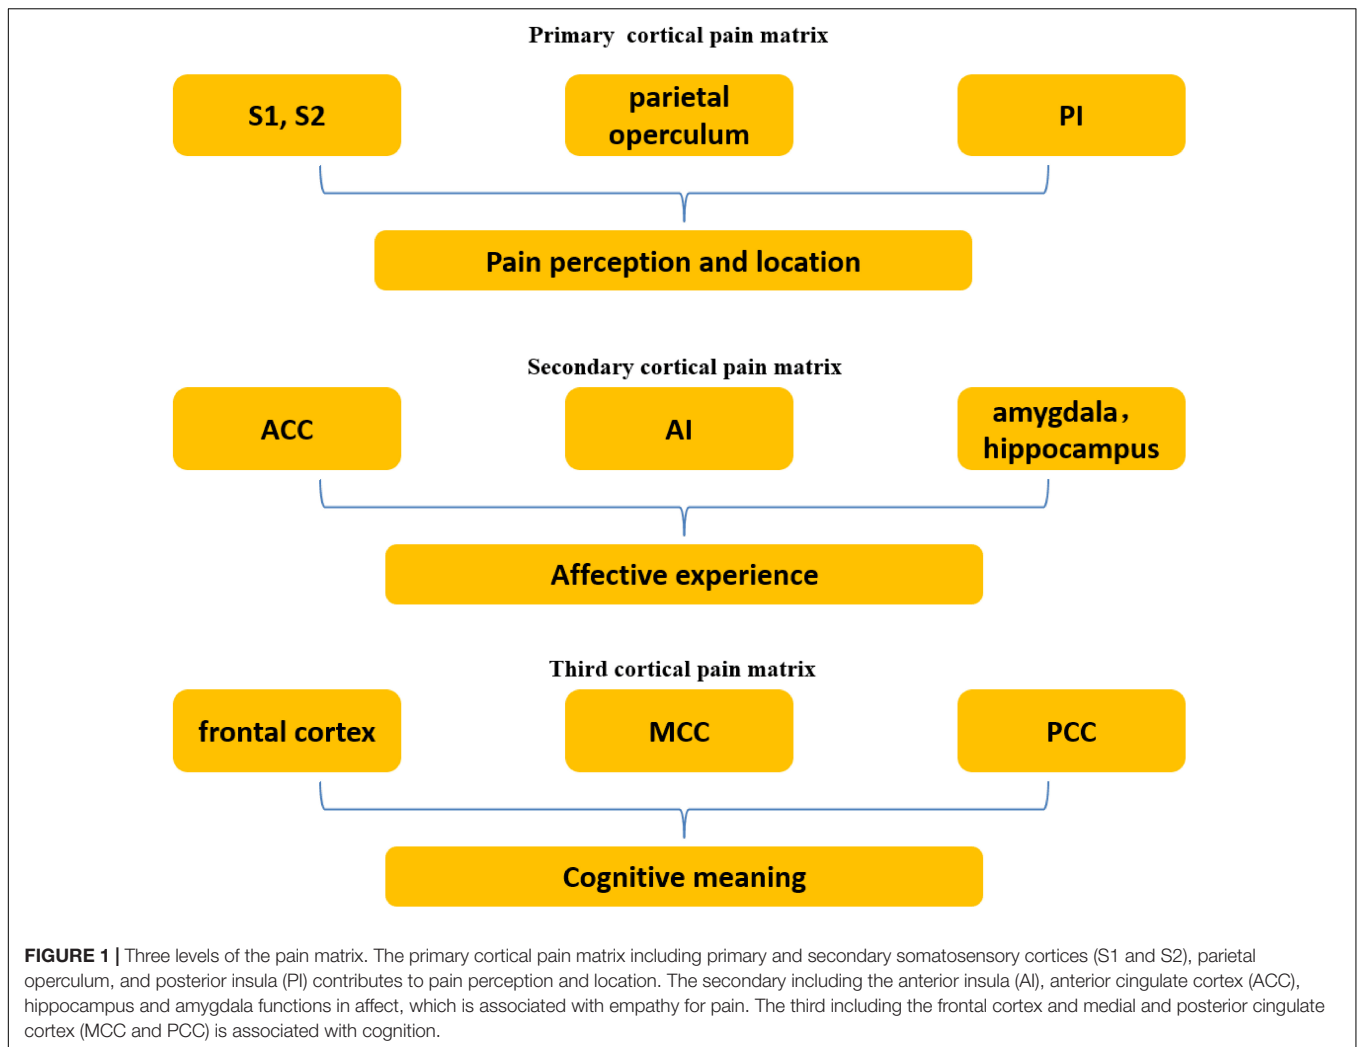 Primary cortical pain matrix
S1, S2
parietal
operculum
PI
Pain perception and location
Secondary cortical pain matrix
ACC
AI
amygdala，
hippocampus
Affective experience
Third cortical pain matrix
frontal cortex
MCC
PCC
Cognitive meaning
FIGURE 1 | Three levels of the pain matrix. The primary cortical pain matrix including primary and secondary somatosensory cortices (S1 and S2), parietal
operculum, and posterior insula (PI) contributes to pain perception and location. The secondary including the anterior insula (AI), anterior cingulate cortex (ACC),
hippocampus and amygdala functions in affect, which is associated with empathy for pain. The third including the frontal cortex and medial and posterior cingulate
cortex (MCC and PCC) is associated with cognition.